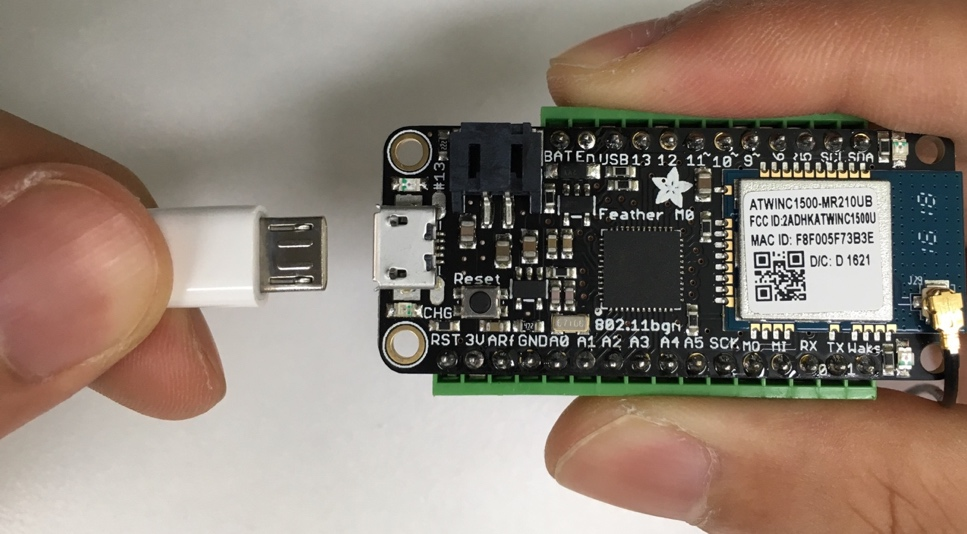 BAT En USB 13 12 11~ 10~ 9~ 6 5 SCL SDA
#13
Feather M0
ATWINC1500-MR210UB
FCC ID:2ADHKATWINC1500U
MAC ID: F8F005F73B3E
D/C: D 1621
J29
Reset
CHG
802.11bgn
RST 3V ARf GND A0 A1 A2 A3 A4 A5 SCK MO MI RX TX Wake